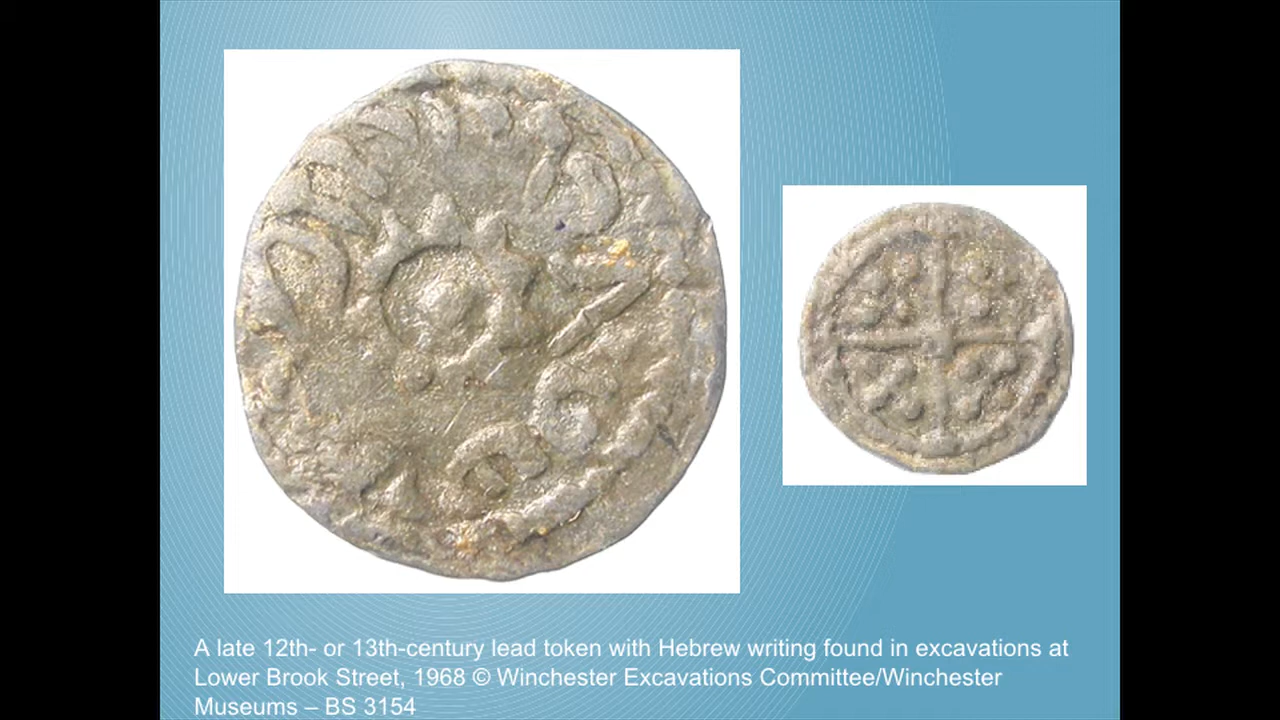 A late 12th- or 13th-century lead token with Hebrew writing found in excavations at
Lower Brook Street, 1968 © Winchester Excavations Committee/Winchester
Museums – BS 3154